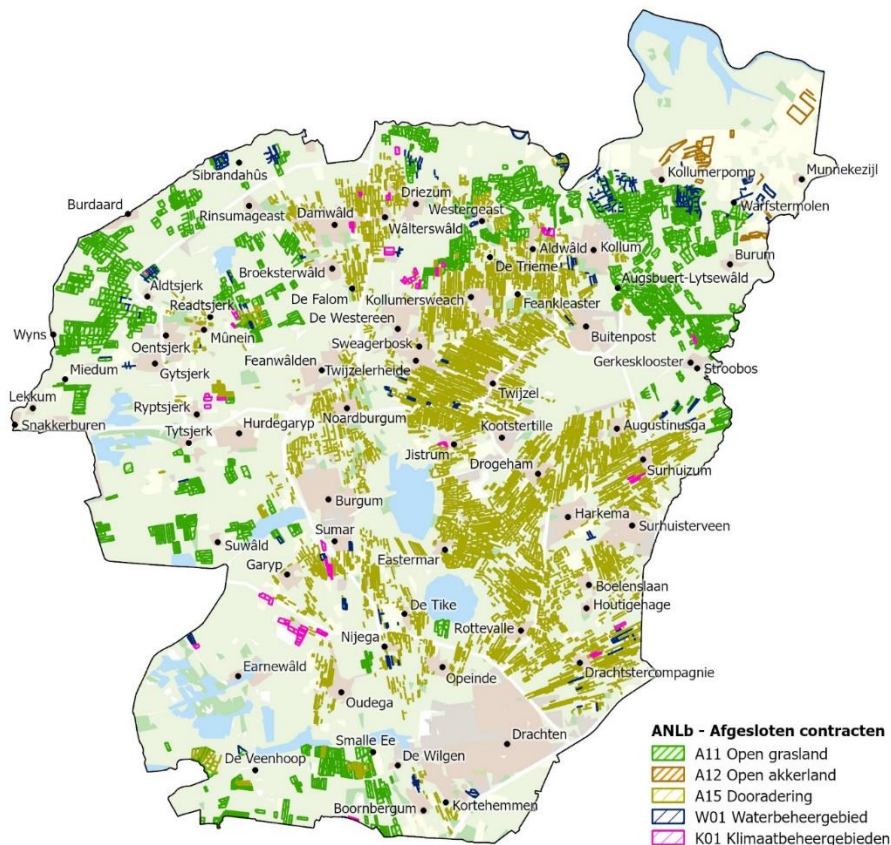 Sibrandahûs
Kollumerpomp
Munnekezijl
Driezum
Rinsumageast
Damwâld
Westergeast
Burdaard
Wâlterswâld
Warfstermolen
Aldwâld
Kollum
De Trieme
Burum
Broeksterwâld
Augsbuert-Lytsewâld
Aldtsjerk
De Falom
Kollumersweach
Feankleaster
Readtsjerk
De Westereen
Buitenpost
Wyns
Oentsjerk
Mûnein
Sweagerbosk
Gytsjerk
Feanwâlden
Twijzelerheide
Gerkesklooster
Stroobos
Miedum
Twijzel
Lekkum
Ryptsjerk
Noardburgum
Snakkerburen
Tytsjerk
Hurdegaryp
Kootstertille
Augustinusga
Jistrum
Drogeham
Surhuizum
Burgum
Harkema
Surhuisterveen
Sumar
Suwâld
Eastermar
Garyp
Boelenslaan
De Tike
Houtigehage
Rottevalle
Nijega
Earnewâld
Opeinde
Drachtstercompagnie
Oudega
Smalle Ee
Drachten
De Veenhoop
De Wilgen
Boornbergum
Kortehemmen
ANLb - Afgesloten contracten
A11 Open grasland
A12 Open akkerland
A15 Dooradering
W01 Waterbeheergebied
K01 Klimaatbeheergebieden